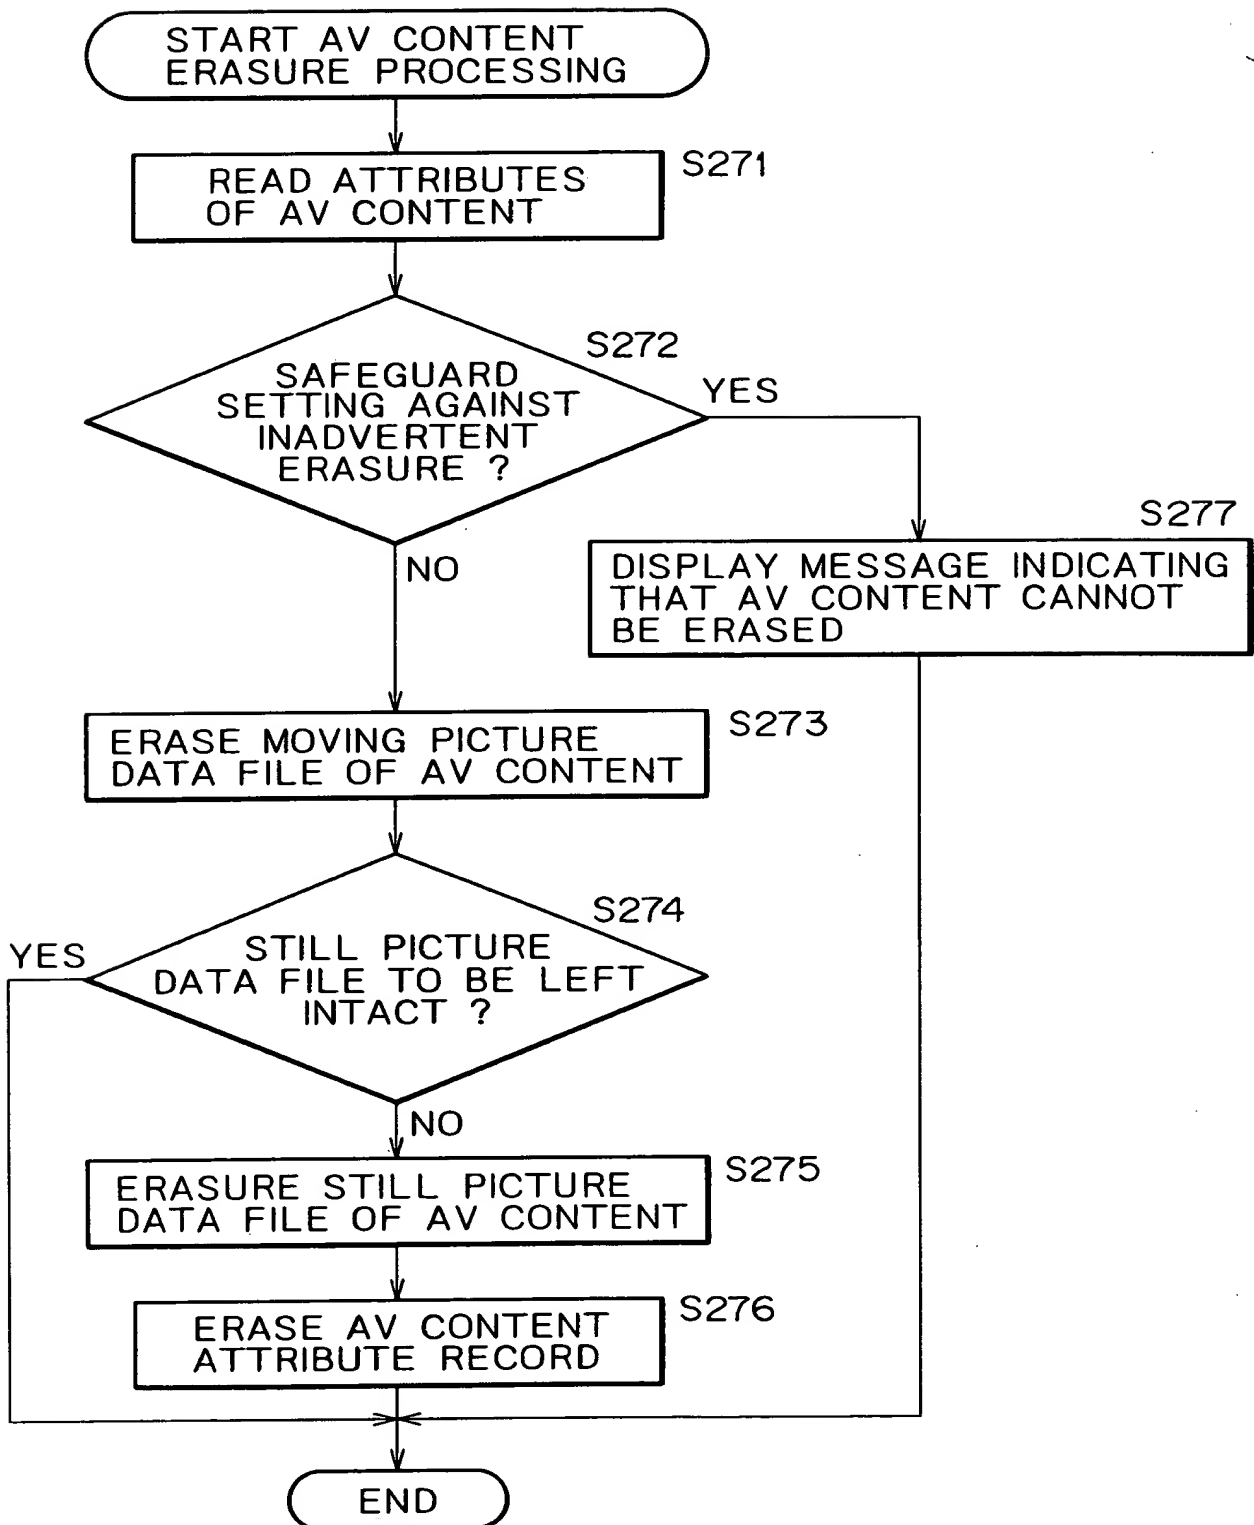 START AV CONTENT
ERASURE PROCESSING
S271
READ ATTRIBUTES
OF AV CONTENT
S272
SAFEGUARD
SETTING AGAINST
INADVERTENT
ERASURE ?
YES
NO
S277
DISPLAY MESSAGE INDICATING
THAT AV CONTENT CANNOT
BE ERASED
S273
ERASE MOVING PICTURE
DATA FILE OF AV CONTENT
S274
YES
STILL PICTURE
DATA FILE TO BE LEFT
INTACT ?
NO
S275
ERASURE STILL PICTURE
DATA FILE OF AV CONTENT
S276
ERASE AV CONTENT
ATTRIBUTE RECORD
END